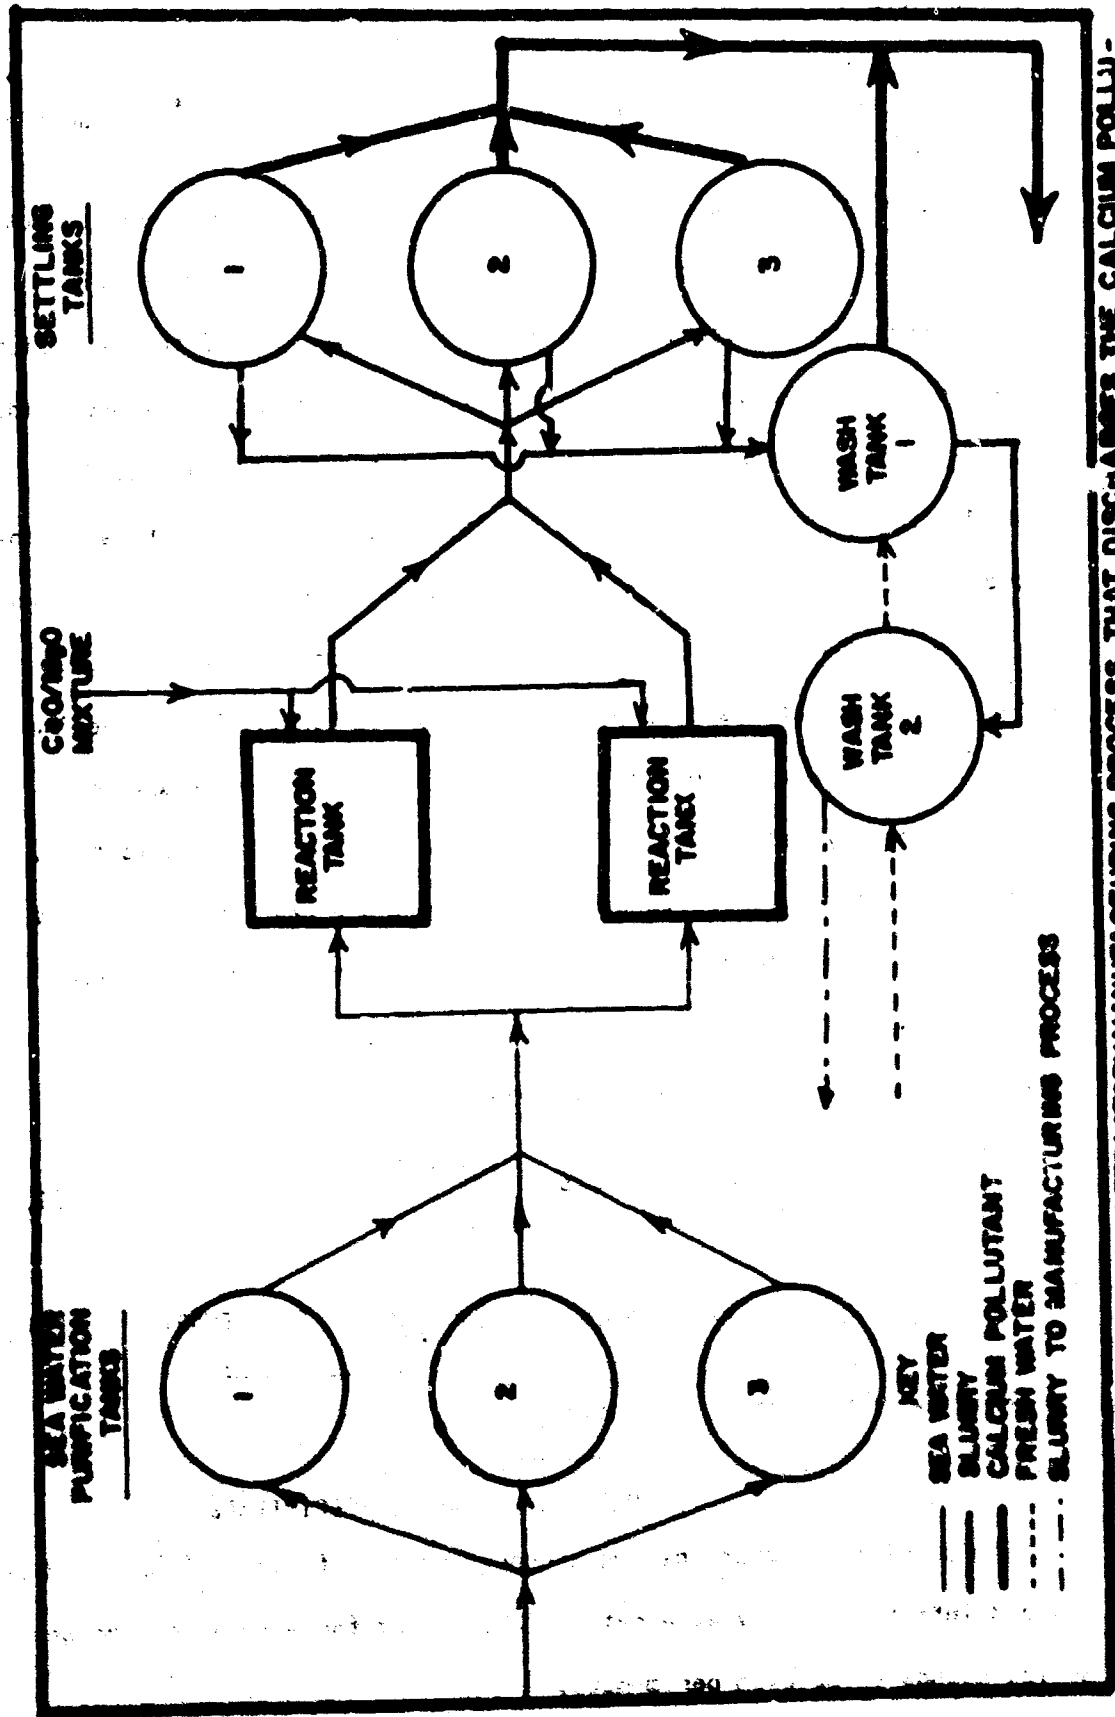 SEA WATER
PURIFICATION
TANKS
1
2
3
CaO/MgO
MIXTURE
REACTION
TANK
REACTION
TANK
SETTLING
TANKS
1
2
3
WASH
TANK
2
WASH
TANK
1
KEY
SEA WATER
SLURRY
CALCIUM POLLUTANT
FRESH WATER
SLURRY TO MANUFACTURING PROCESS
PROCESS THAT DISCHARGES THE CALCIUM POLLU-